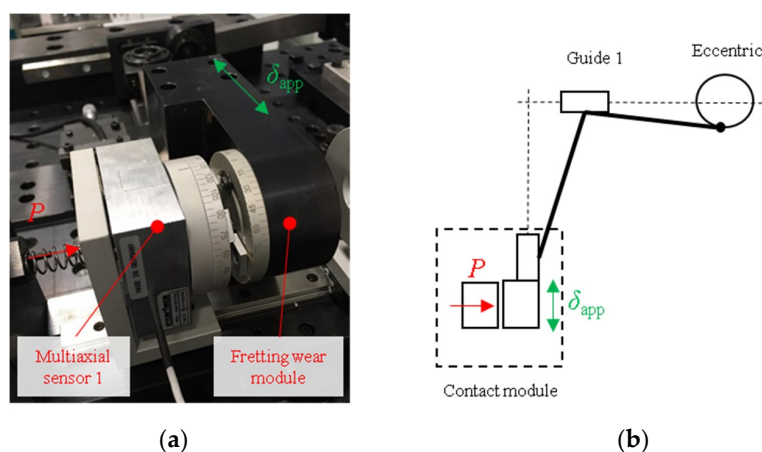 δapp
P
Multiaxial
sensor 1
Fretting wear
module
(a)
Guide 1
Eccentric
P
δapp
Contact module
(b)